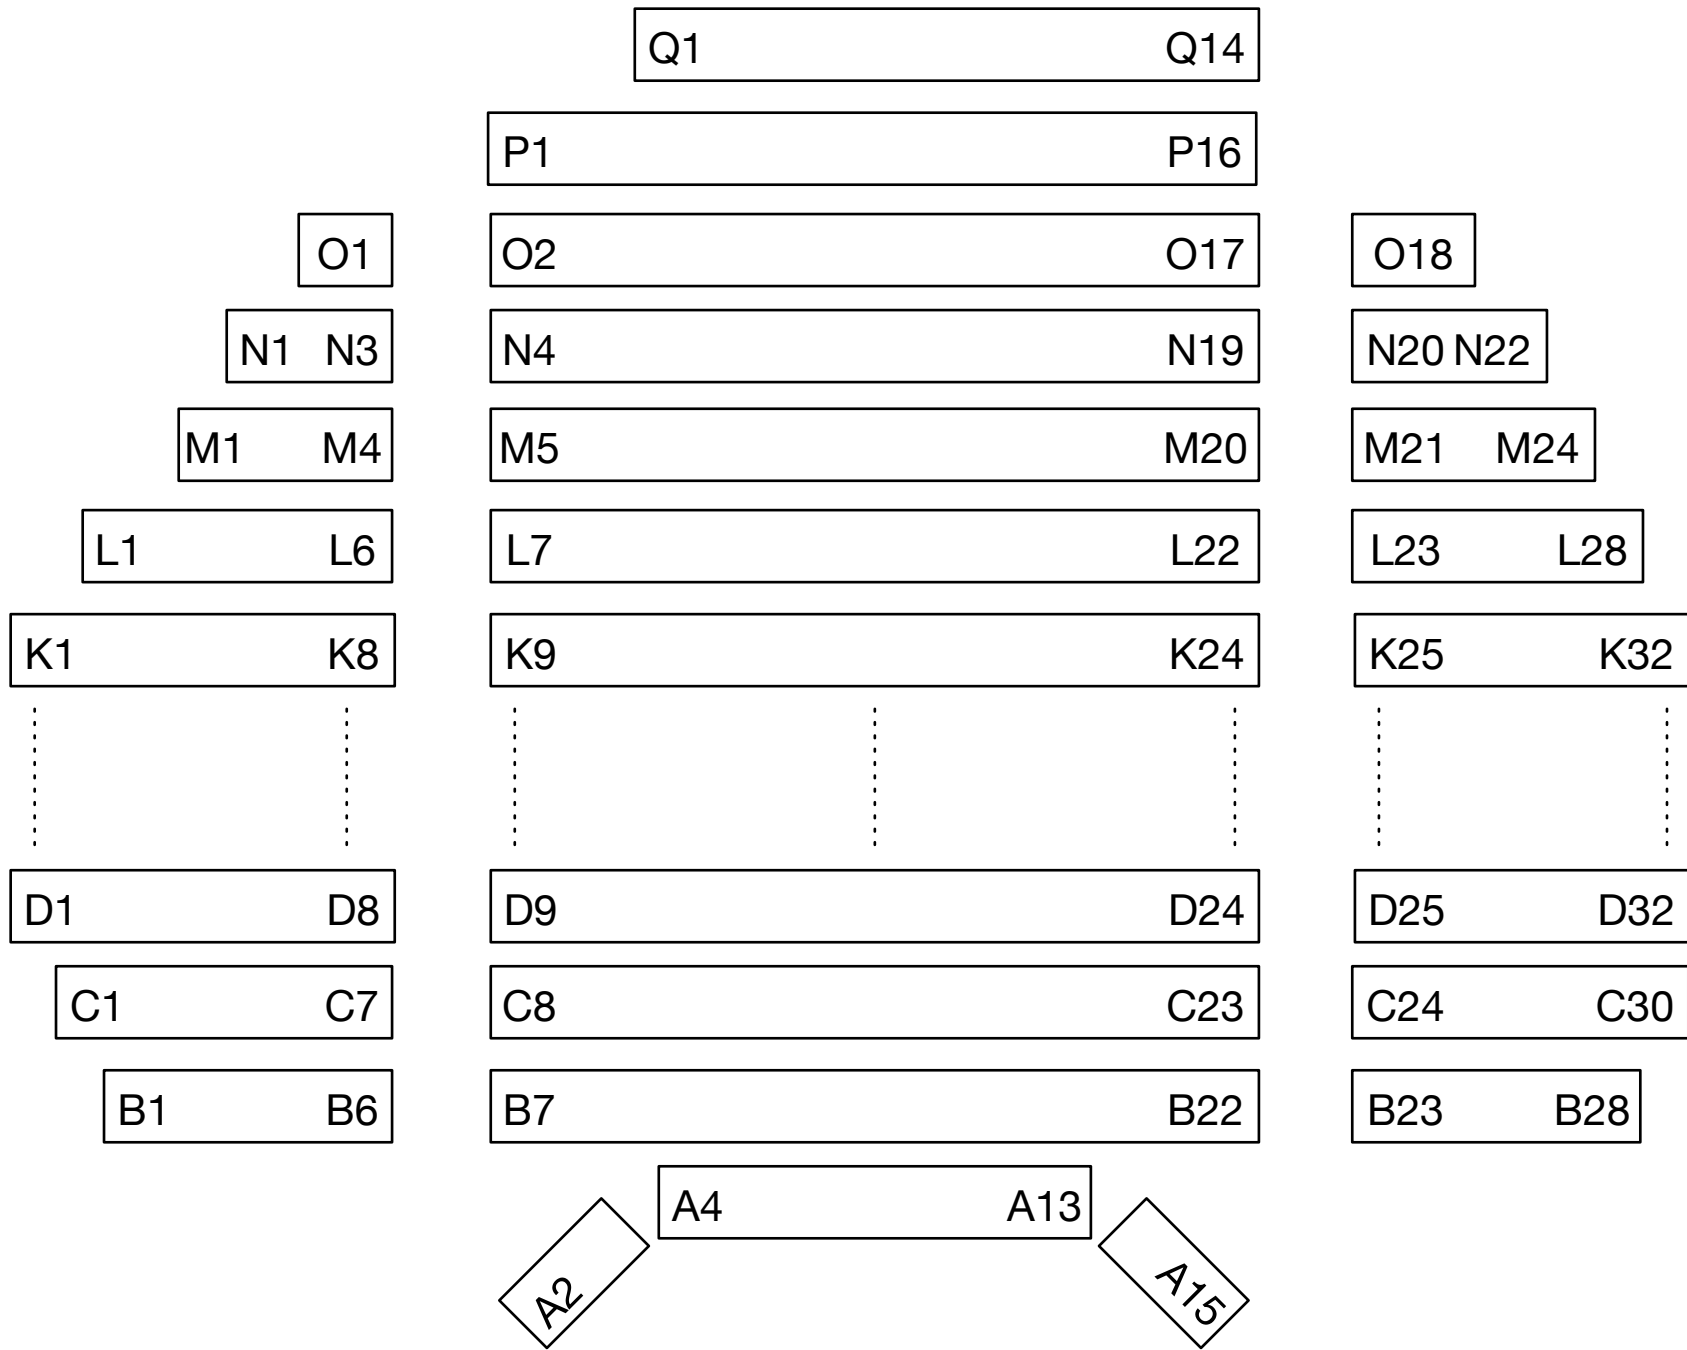 Q1 Q14
P1 P16
O1 O2 O17 O18
N1 N3 N4 N19 N20 N22
M1 M4 M5 M20 M21 M24
L1 L6 L7 L22 L23 L28
K1 K8 K9 K24 K25 K32
D1 D8 D9 D24 D25 D32
C1 C7 C8 C23 C24 C30
B1 B6 B7 B22 B23 B28
A4 A13
A2 A15